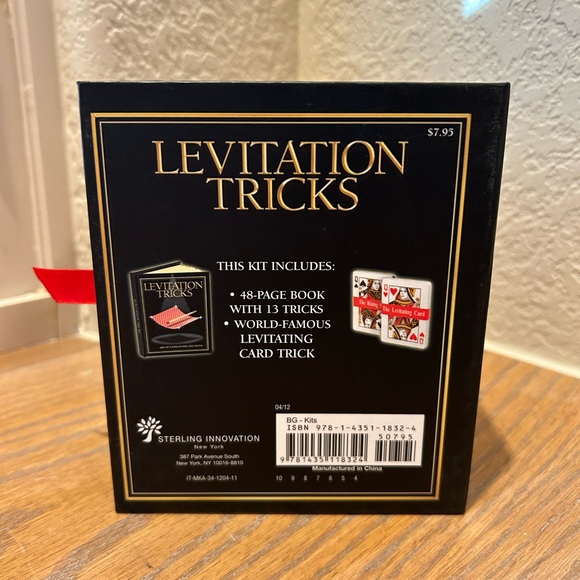 $7.95
LEVITATION
TRICKS
THIS KIT INCLUDES:
LEVITATION
TRICKS
• 48-PAGE BOOK
WITH 13 TRICKS
• WORLD-FAMOUS
LEVITATING
CARD TRICK
The Rising
The Levitating Card
04/12
BG - Kits
ISBN 978-1-4351-1832-4
50795
9 781435 118324
Manufactured in China
10 9 8 7 6 5 4
STERLING INNOVATION
New York
387 Park Avenue South
New York, NY 10016-8810
IT-MKA-34-1204-11